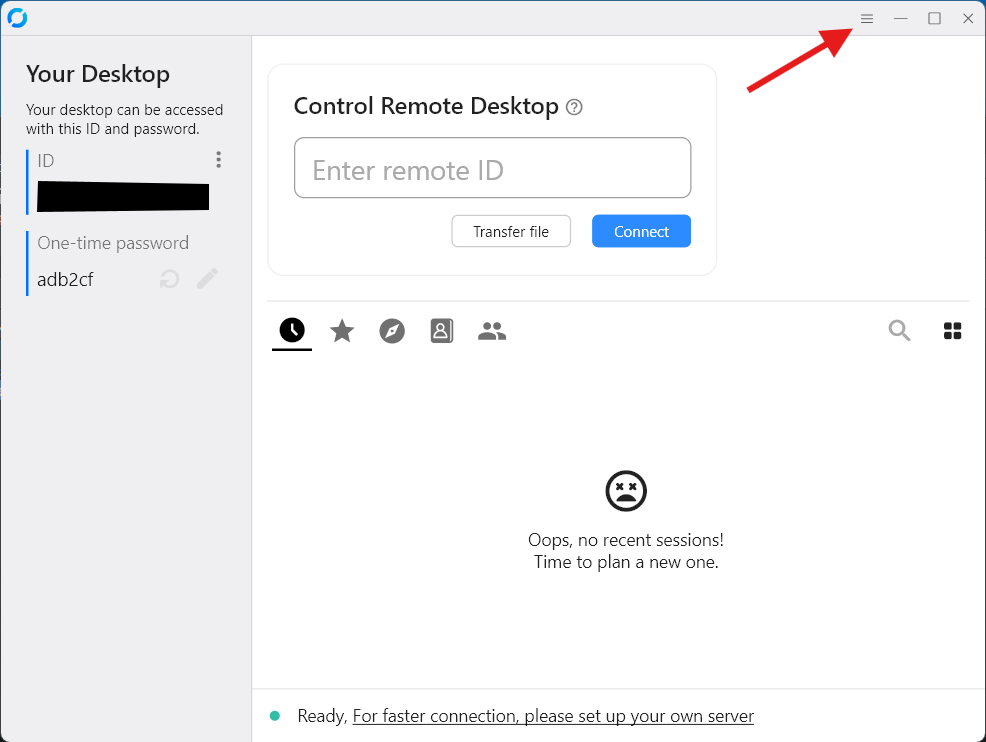 Your Desktop
Your desktop can be accessed
with this ID and password.
ID
One-time password
adb2cf
Control Remote Desktop
Enter remote ID
Transfer file
Connect
Oops, no recent sessions!
Time to plan a new one.
Ready, For faster connection, please set up your own server